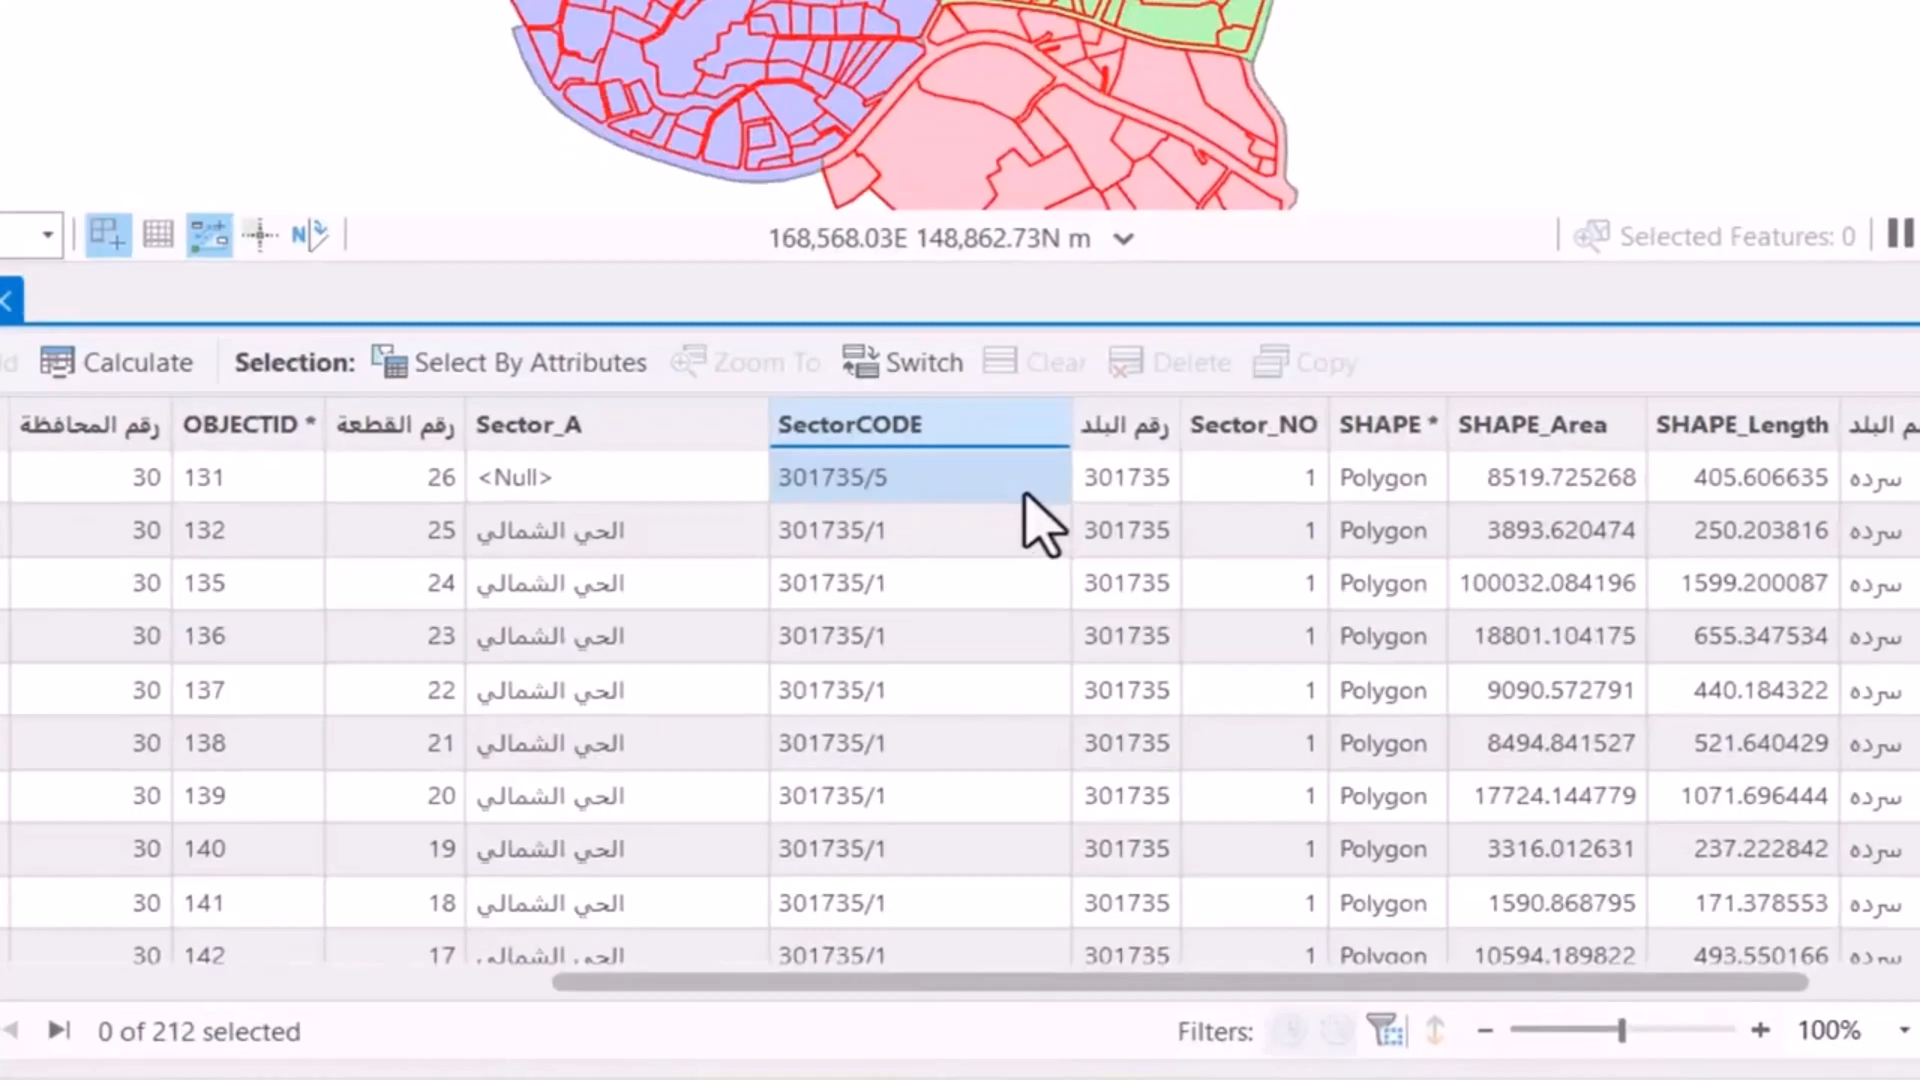 168,568.03E 148,862.73N m
Selected Features: 0
Calculate Selection: Select By Attributes Zoom To Switch Clear Delete Copy
رقم المحافظة OBJECTID * رقم القطعة Sector_A SectorCODE رقم البلد Sector_NO SHAPE * SHAPE_Area SHAPE_Length البلد
30 131 26 <Null> 301735/5 301735 1 Polygon 8519.725268 405.606635 سرده
30 132 25 الحي الشمالي 301735/1 301735 1 Polygon 3893.620474 250.203816 سرده
30 135 24 الحي الشمالي 301735/1 301735 1 Polygon 100032.084196 1599.200087 سرده
30 136 23 الحي الشمالي 301735/1 301735 1 Polygon 18801.104175 655.347534 سرده
30 137 22 الحي الشمالي 301735/1 301735 1 Polygon 9090.572791 440.184322 سرده
30 138 21 الحي الشمالي 301735/1 301735 1 Polygon 8494.841527 521.640429 سرده
30 139 20 الحي الشمالي 301735/1 301735 1 Polygon 17724.144779 1071.696444 سرده
30 140 19 الحي الشمالي 301735/1 301735 1 Polygon 3316.012631 237.222842 سرده
30 141 18 الحي الشمالي 301735/1 301735 1 Polygon 1590.868795 171.378553 سرده
30 142 17 الحي الشمالي 301735/1 301735 1 Polygon 10594.189822 493.550166 سرده
0 of 212 selected
Filters: 100%